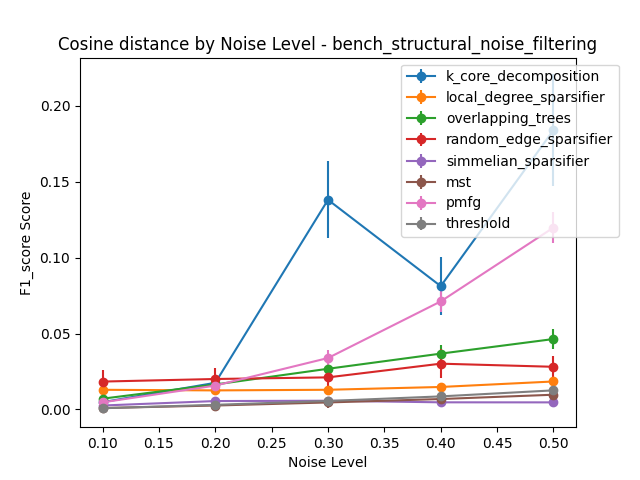 Cosine distance by Noise Level - bench_structural_noise_filtering
k_core_decomposition
local_degree_sparsifier
overlapping_trees
random_edge_sparsifier
simmelian_sparsifier
mst
pmfg
threshold
F1_score Score
0.20
0.15
0.10
0.05
0.00
0.10 0.15 0.20 0.25 0.30 0.35 0.40 0.45 0.50
Noise Level